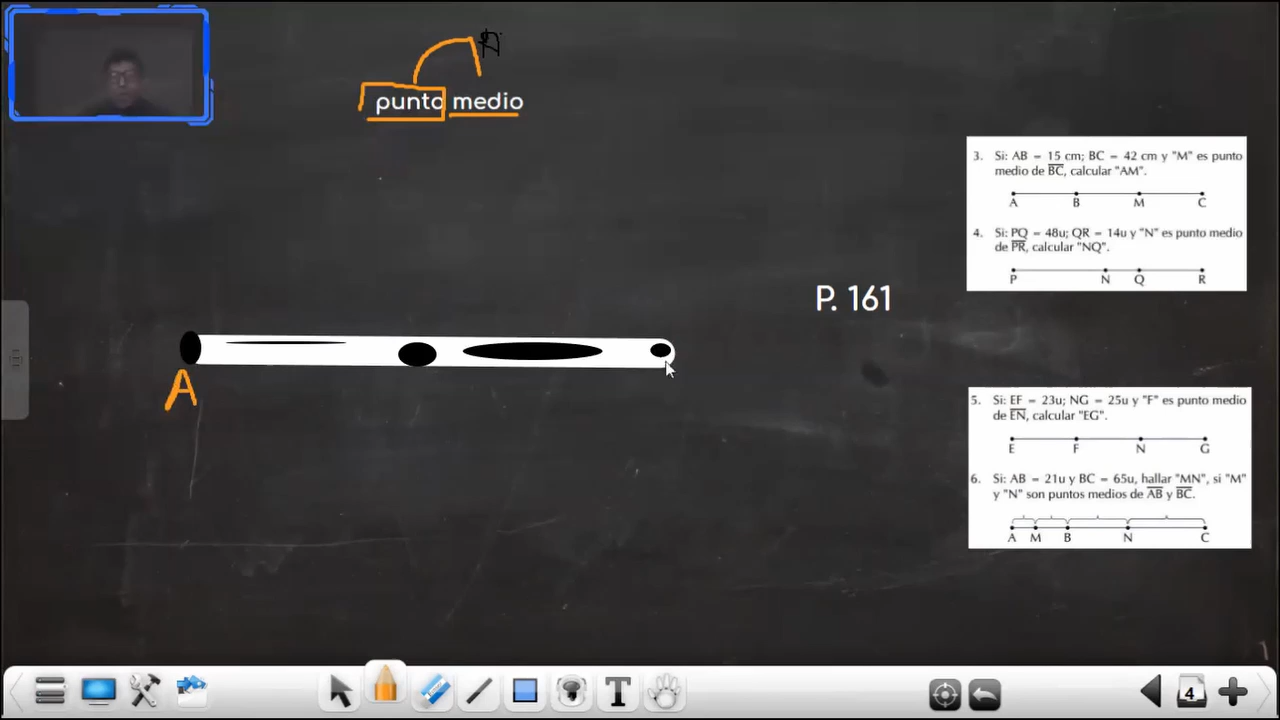 punto medio
3. Si: AB = 15 cm; BC = 42 cm y "M" es punto
medio de BC, calcular "AM".
A B M C
4. Si: PQ = 48u; QR = 14u y "N" es punto medio
de PR, calcular "NQ".
P N Q R
P. 161
A
5. Si: EF = 23u; NG = 25u y "F" es punto medio
de EN, calcular "EG".
E F N G
6. Si: AB = 21u y BC = 65u, hallar "MN", si "M"
y "N" son puntos medios de AB y BC.
A M B N C
T
4